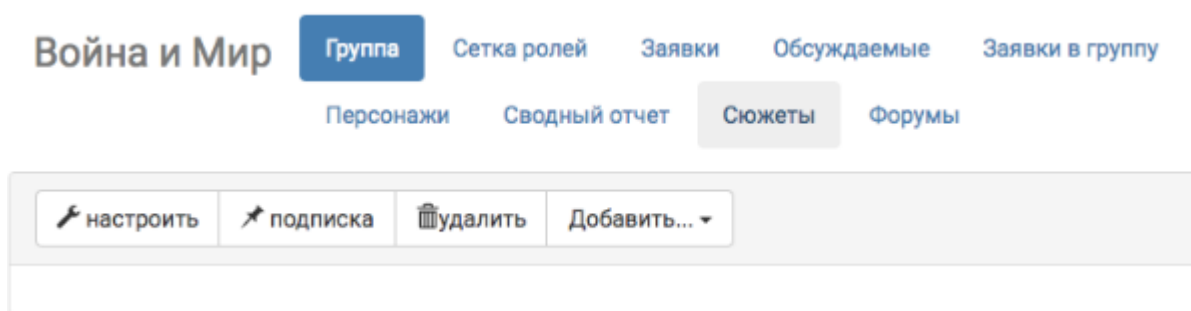 Война и Мир Группа Сетка ролей Заявки Обсуждаемые Заявки в группу
Персонажи Сводный отчет Сюжеты Форумы
настроить подписка удалить Добавить...